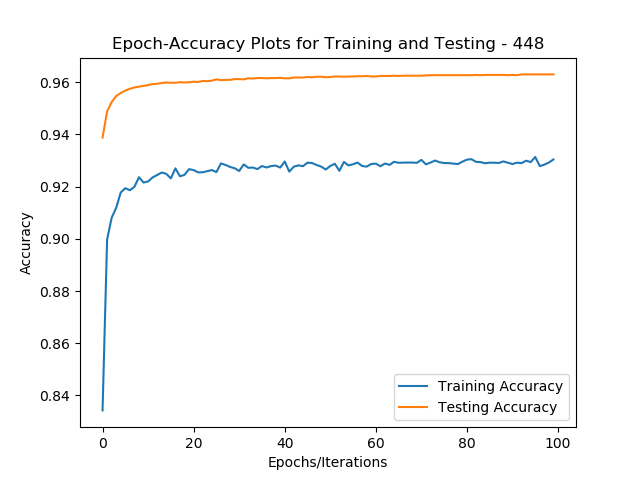 Epoch-Accuracy Plots for Training and Testing - 448
0.96
0.94
0.92
0.90
0.88
0.86
0.84
Accuracy
Training Accuracy
Testing Accuracy
0 20 40 60 80 100
Epochs/Iterations